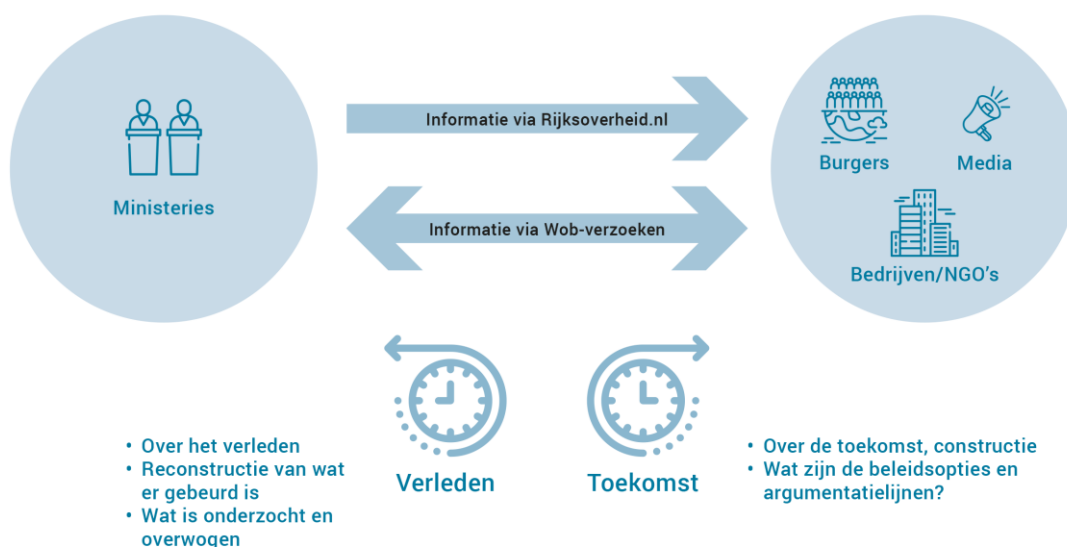 Informatie via Rijksoverheid.nl
Ministeries
Burgers
Media
Informatie via Wob-verzoeken
Bedrijven/NGO's
• Over het verleden
• Reconstructie van wat
er gebeurd is
• Wat is onderzocht en
overwogen
Verleden
Toekomst
• Over de toekomst, constructie
• Wat zijn de beleidsopties en
argumentatielijnen?